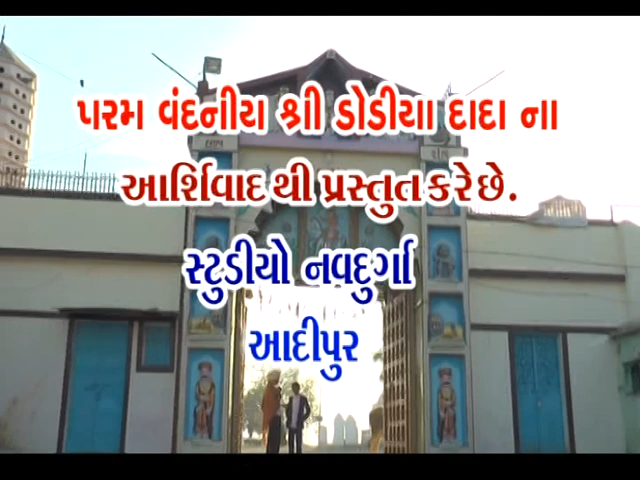 પરમ વંદનીય શ્રી ડોડીયા દાદા ના
આર્શિવાદ થી પ્રસ્તુત કરે છે.
સ્ટુડીયો નવદુર્ગા
આદીપુર